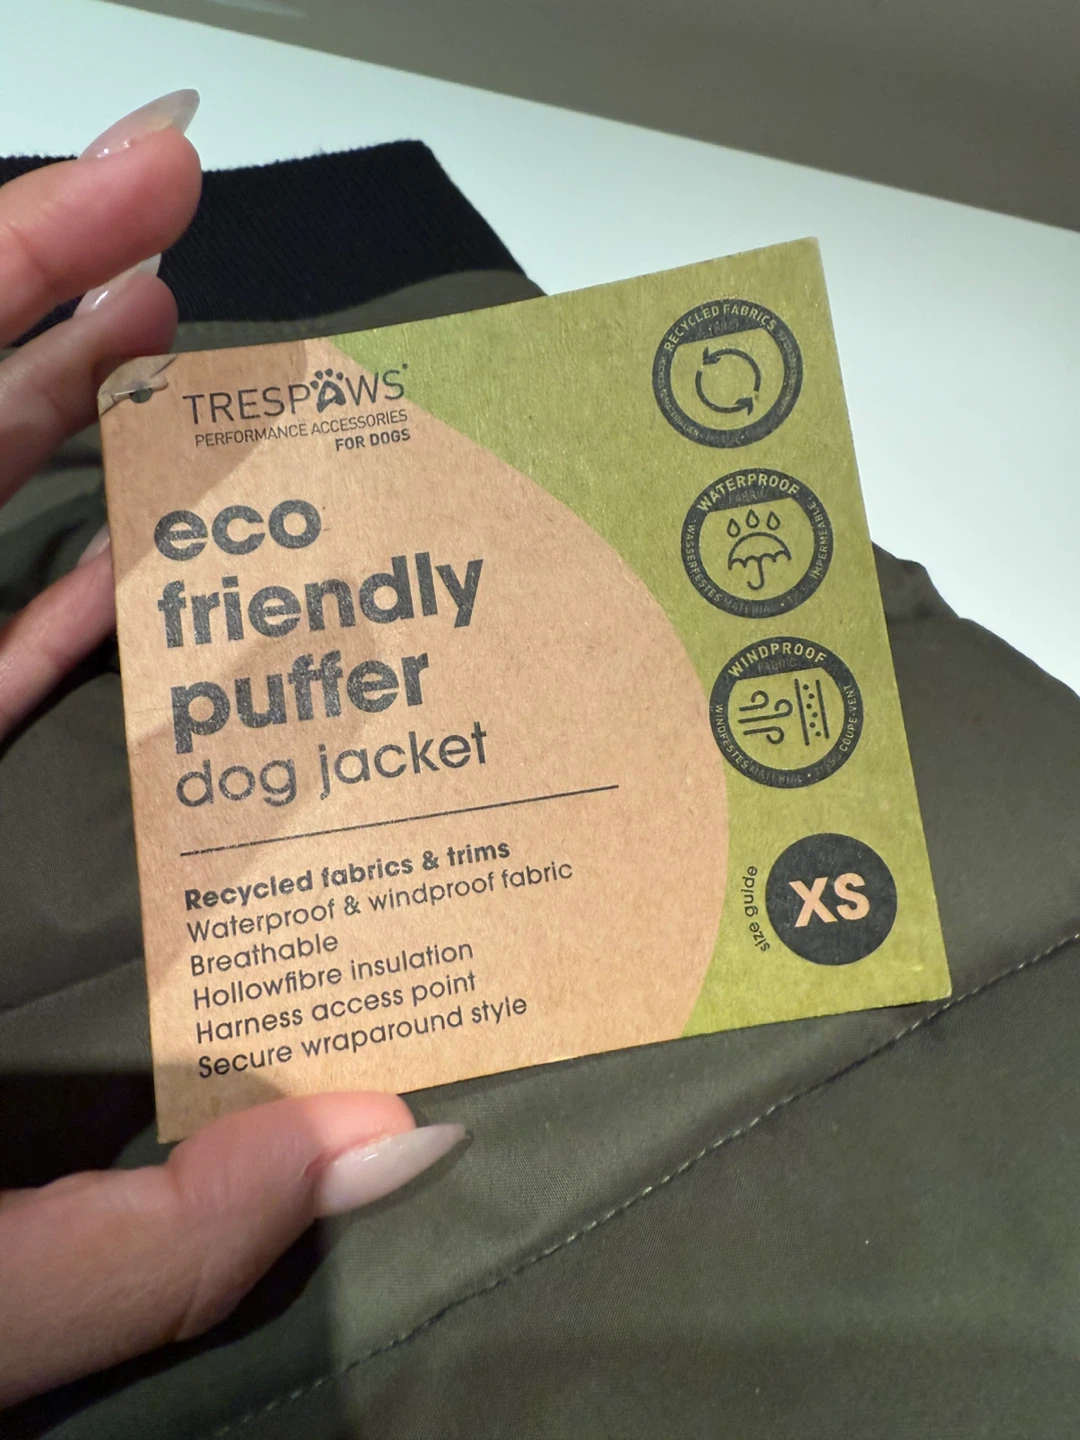 TRESPAWS
PERFORMANCE ACCESSORIES
FOR DOGS
eco
friendly
puffer
dog jacket
Recycled fabrics & trims
Waterproof & windproof fabric
Breathable
Hollowfibre insulation
Harness access point
Secure wraparound style
RECYCLED FABRICS
WATERPROOF
FABRIC
WASSERFESTES MATERIAL
IMPERMÉABLE
WINDPROOF
FABRIC
WINDFESTES MATERIAL
COUPE-VENT
size guide
XS